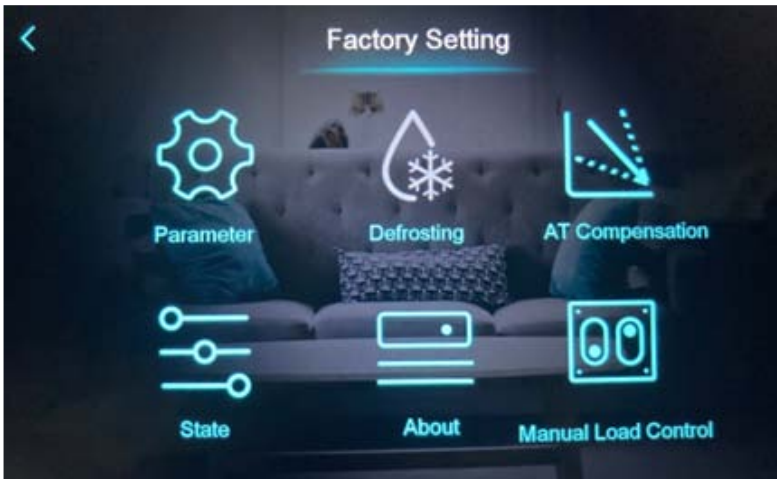 Factory Setting
Parameter
Defrosting
AT Compensation
State
About
Manual Load Control